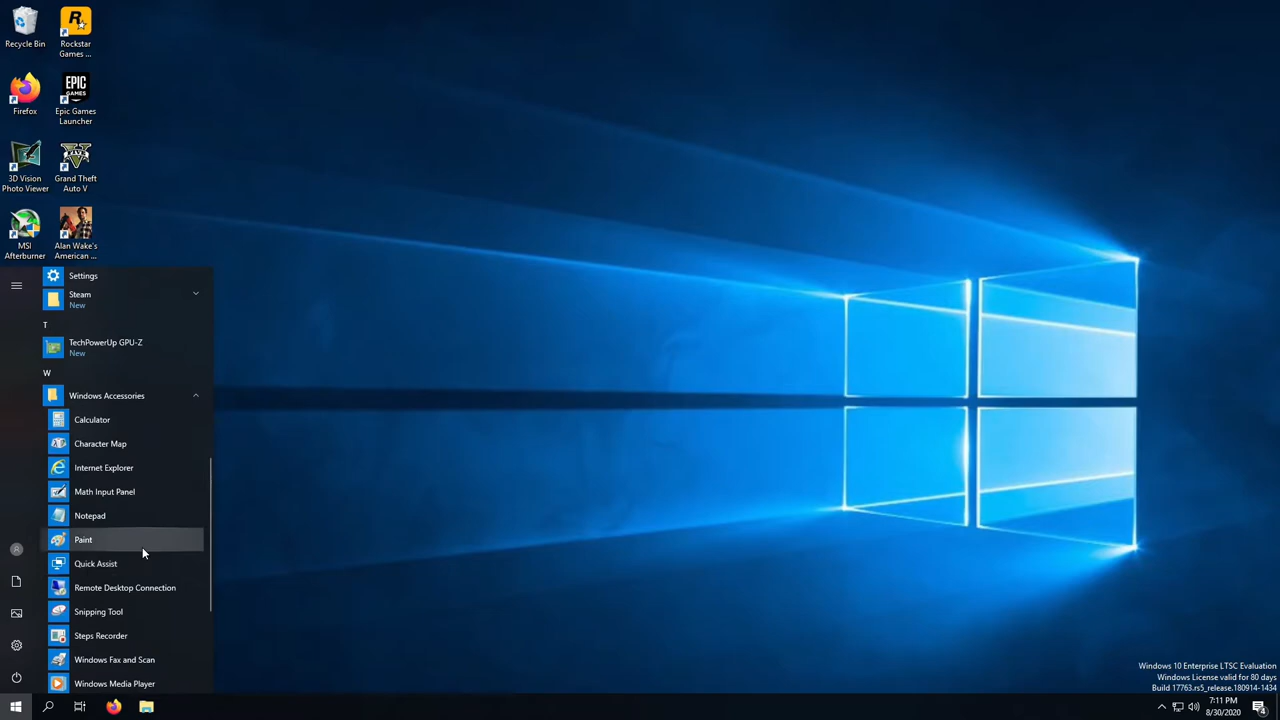 Recycle Bin
Rockstar
Games ...
Firefox
EPIC
GAMES
Epic Games
Launcher
3D Vision
Photo Viewer
FIVE
Grand Theft
Auto V
MSI
Afterburner
Alan Wake's
American ...
Settings
Steam
New
T
TechPowerUp GPU-Z
New
W
Windows Accessories
Calculator
Character Map
Internet Explorer
Math Input Panel
Notepad
Paint
Quick Assist
Remote Desktop Connection
Snipping Tool
Steps Recorder
Windows Fax and Scan
Windows Media Player
Windows 10 Enterprise LTSC Evaluation
Windows License valid for 80 days
Build 17763.rs5_release.180914-1434
7:11 PM
8/30/2020
4